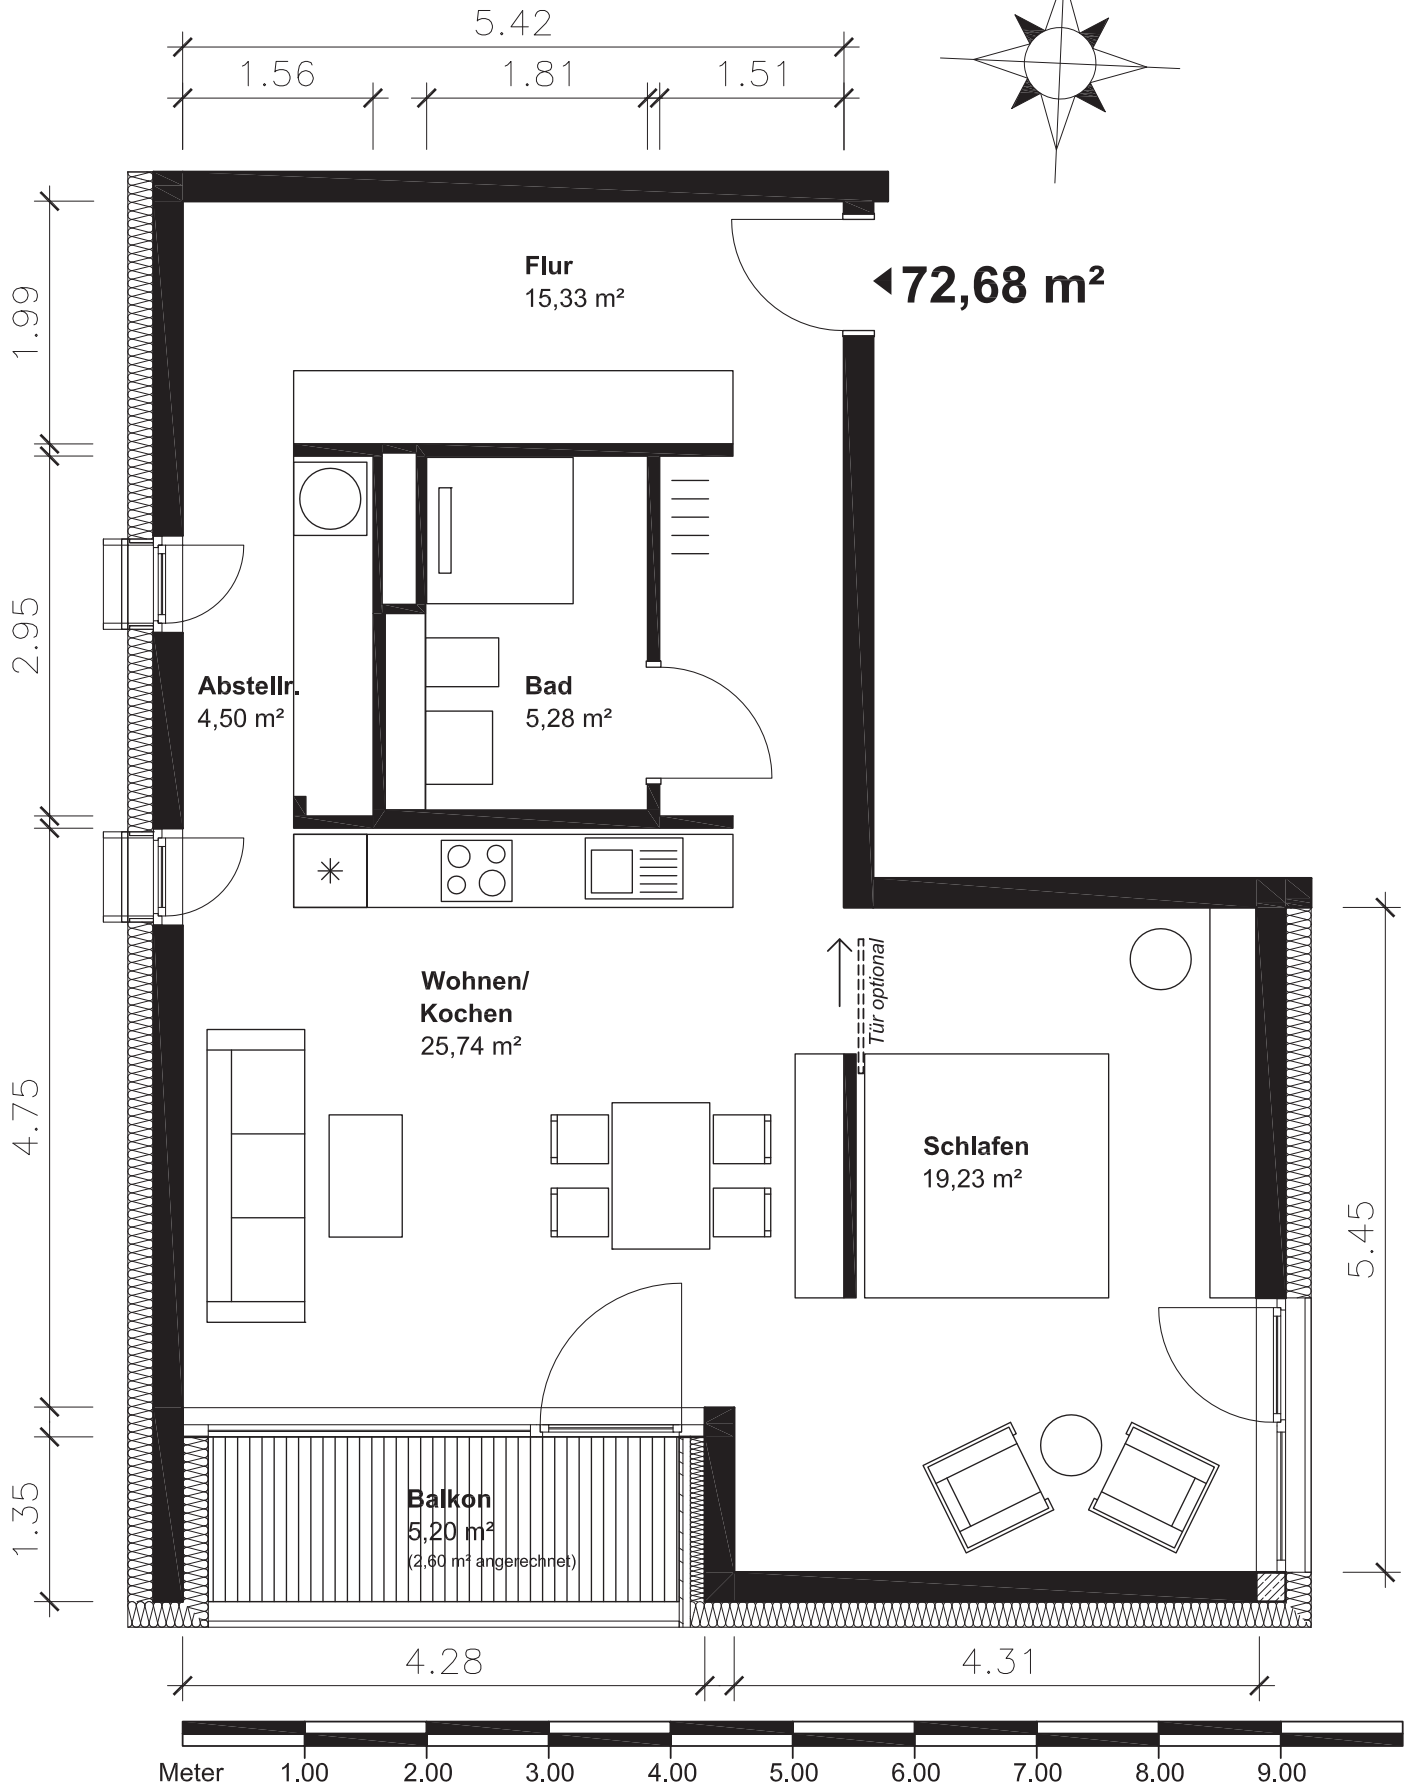 5.42
1.56
1.81
1.51
Flur
15,33 m²
72,68 m²
1.99
2.95
Abstellr.
4,50 m²
Bad
5,28 m²
Wohnen/
Kochen
25,74 m²
Tür optional
4.75
Schlafen
19,23 m²
5.45
1.35
Balkon
5,20 m²
(2,60 m² angerechnet)
4.28
4.31
Meter 1.00 2.00 3.00 4.00 5.00 6.00 7.00 8.00 9.00